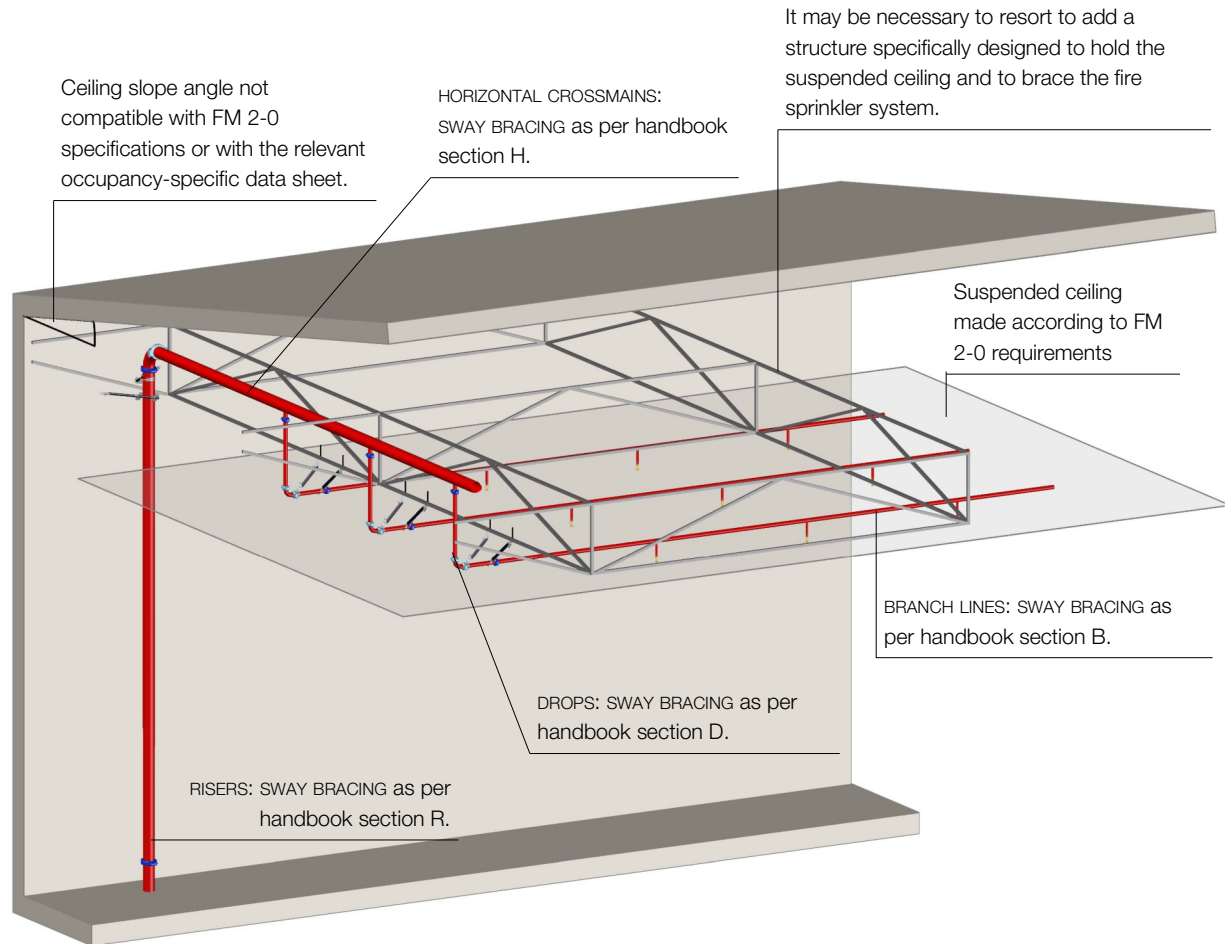 It may be necessary to resort to add a
structure specifically designed to hold the
suspended ceiling and to brace the fire
sprinkler system.
Ceiling slope angle not
compatible with FM 2-0
specifications or with the relevant
occupancy-specific data sheet.
HORIZONTAL CROSSMAINS:
SWAY BRACING as per handbook
section H.
Suspended ceiling
made according to FM
2-0 requirements
BRANCH LINES: SWAY BRACING as
per handbook section B.
DROPS: SWAY BRACING as per
handbook section D.
RISERS: SWAY BRACING as per
handbook section R.